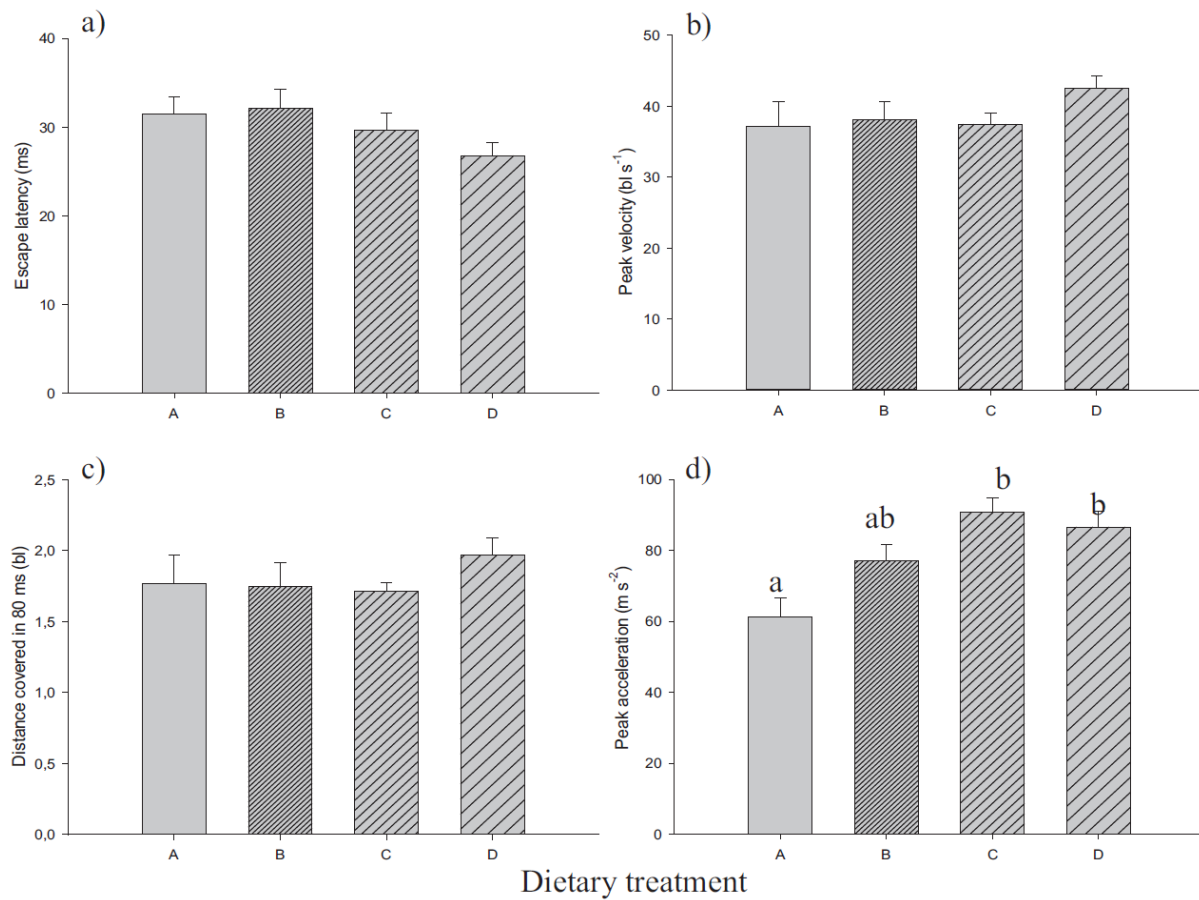 a)
40
30
20
10
0
Escape latency (ms)
A B C D
b)
50
40
30
20
10
0
Peak velocity (bl s⁻¹)
A B C D
c)
2,5
2,0
1,5
1,0
0,5
0,0
Distance covered in 80 ms (bl)
A B C D
d)
100
80
60
40
20
0
Peak acceleration (m s⁻²)
a ab b b
A B C D
Dietary treatment